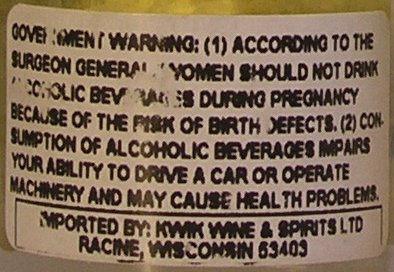 GOVERNMENT WARNING: (1) ACCORDING TO THE
SURGEON GENERAL WOMEN SHOULD NOT DRINK
ALCOHOLIC BEVERAGES DURING PREGNANCY
BECAUSE OF THE RISK OF BIRTH DEFECTS. (2) CON-
SUMPTION OF ALCOHOLIC BEVERAGES IMPAIRS
YOUR ABILITY TO DRIVE A CAR OR OPERATE
MACHINERY AND MAY CAUSE HEALTH PROBLEMS.
IMPORTED BY: KWIK WINE & SPIRITS LTD
RACINE, WISCONSIN 53403